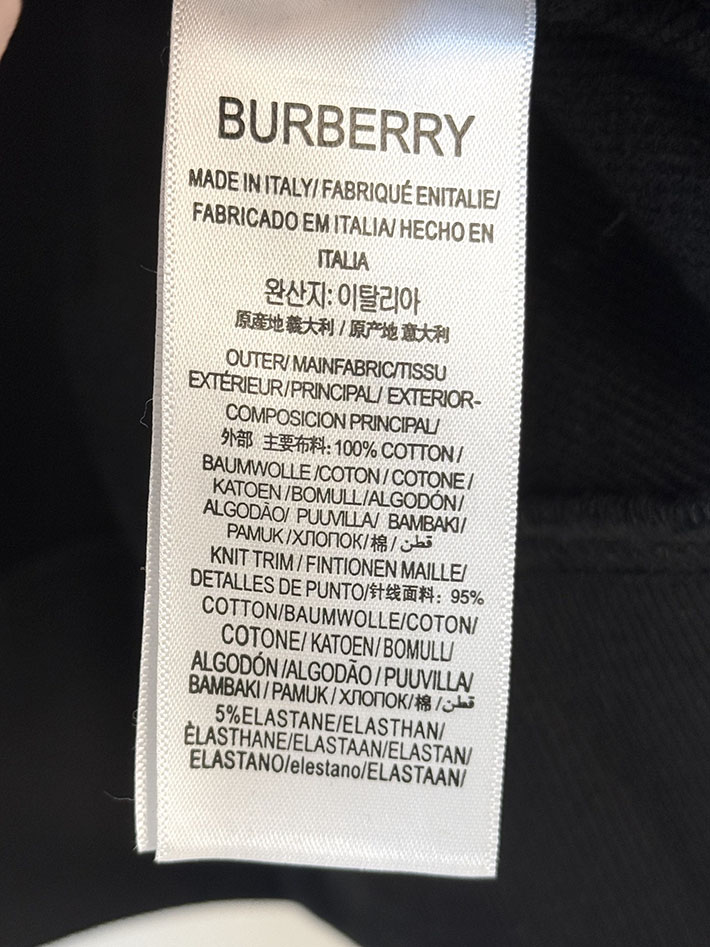 BURBERRY
MADE IN ITALY/ FABRIQUÉ ENITALIE/
FABRICADO EM ITALIA/ HECHO EN
ITALIA
완산지: 이탈리아
原産地 義大利 / 原产地 意大利
OUTER/ MAINFABRIC/TISSU
EXTÉRIEUR/PRINCIPAL/ EXTERIOR-
COMPOSICION PRINCIPAL/
外部 主要布料: 100% COTTON /
BAUMWOLLE /COTON / COTONE /
KATOEN /BOMULL/ALGODÓN/
ALGODÃO/ PUUVILLA/ BAMBAKI/
PAMUK /ХЛОПОК/ 棉 / قطن
KNIT TRIM / FINTIONEN MAILLE/
DETALLES DE PUNTO/针线面料: 95%
COTTON/BAUMWOLLE/COTON/
COTONE/ KATOEN/BOMULL/
ALGODÓN /ALGODÃO / PUUVILLA/
BAMBAKI / PAMUK / ХЛОПОК/棉 / قطن
5%ELASTANE/ELASTHAN/
ÈLASTHANE/ELASTAAN/ELASTAN/
ELASTANO/elestano/ELASTAAN/